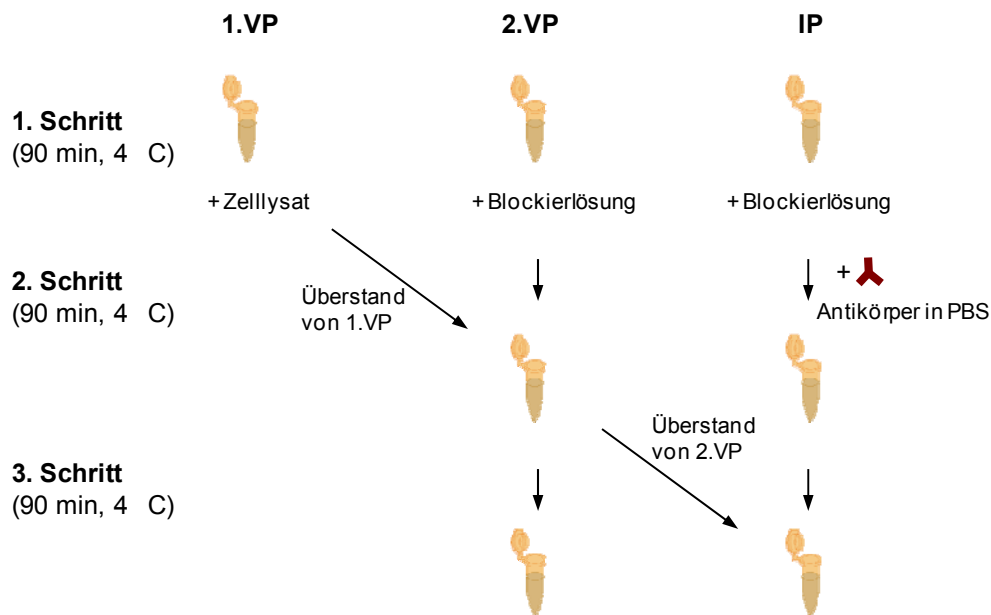 1.VP
2.VP
IP
1. Schritt
(90 min, 4 C)
+ Zelllysat
+ Blockierlösung
+ Blockierlösung
2. Schritt
(90 min, 4 C)
Überstand
von 1.VP
+
Antikörper in PBS
3. Schritt
(90 min, 4 C)
Überstand
von 2.VP